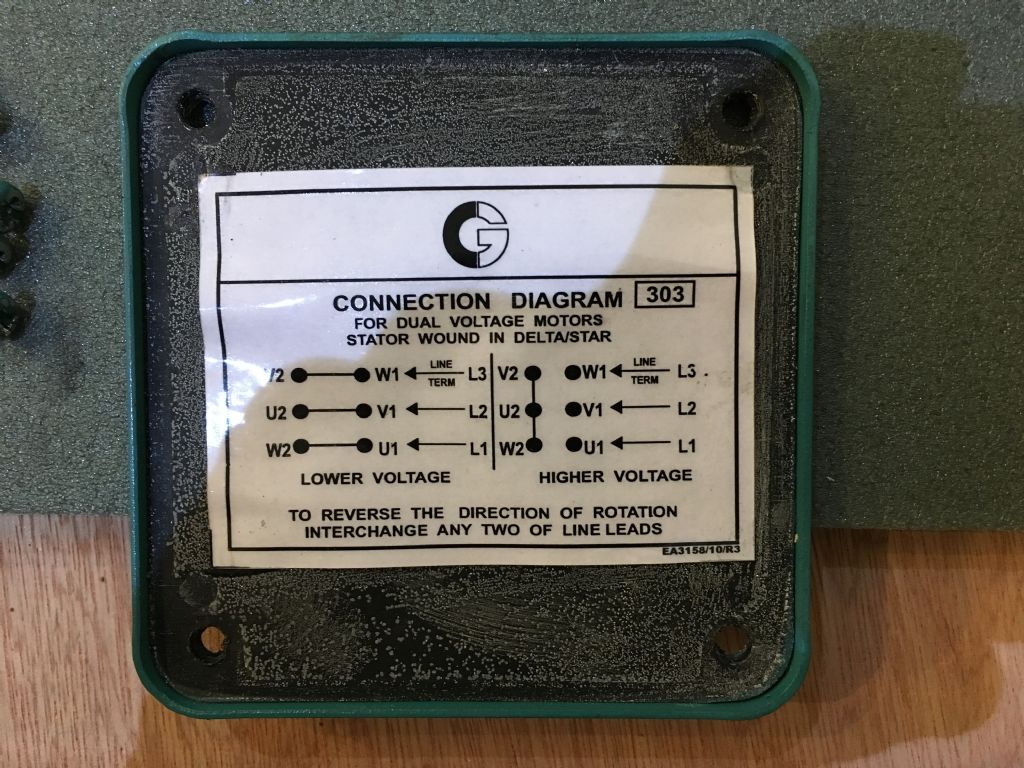 CG
CONNECTION DIAGRAM 303
FOR DUAL VOLTAGE MOTORS
STATOR WOUND IN DELTA/STAR
V2 W1 LINE TERM L3 V2 W1 LINE TERM L3
U2 V1 L2 U2 V1 L2
W2 U1 L1 W2 U1 L1
LOWER VOLTAGE HIGHER VOLTAGE
TO REVERSE THE DIRECTION OF ROTATION
INTERCHANGE ANY TWO OF LINE LEADS
EA3158/10/R3